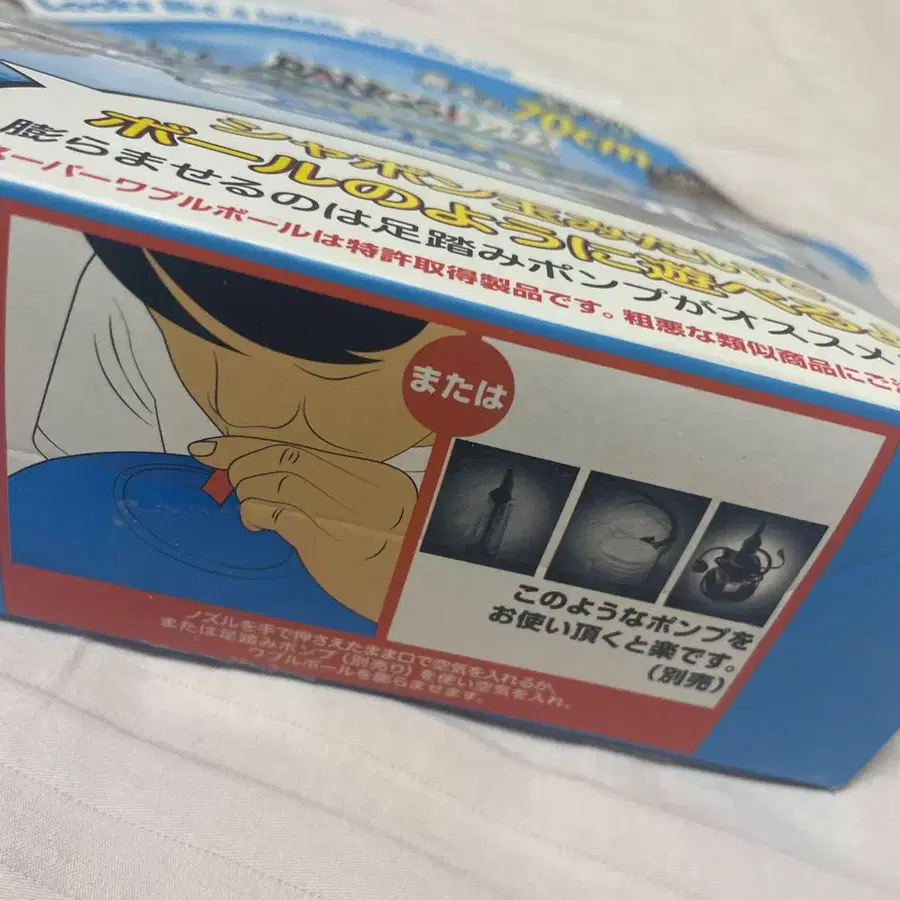 Looks like a bubble,
70cm
シャボン玉みたいで
ボールのように遊べる
膨らませるのは足踏みポンプがオススメ
スーパーワブルボールは特許取得製品です。粗悪な類似商品にご
または
このようなポンプを
お使い頂くと楽です。
(別売)
ノズルを手で押さえたまま口で空気を入れるか、
または足踏みポンプ(別売り)を使い空気を入れ、
ワブルボールを膨らませます。